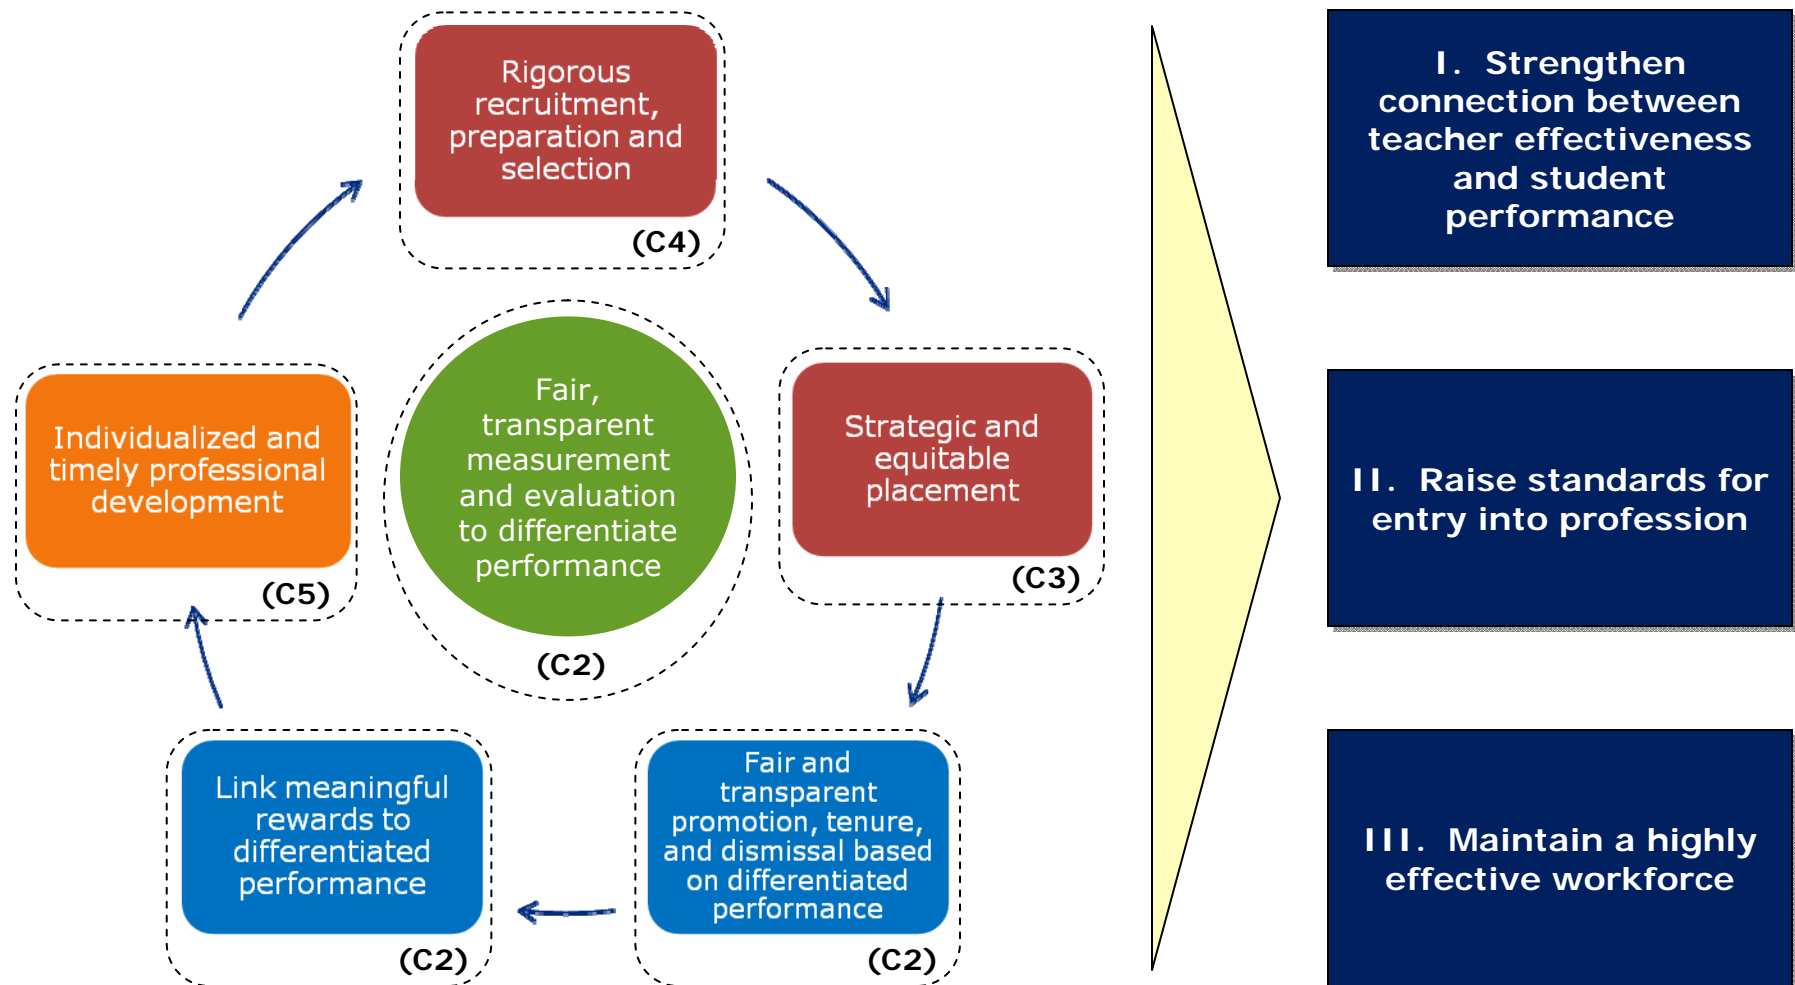 Rigorous
recruitment,
preparation and
selection
(C4)
Strategic and
equitable
placement
(C3)
Fair and
transparent
promotion, tenure,
and dismissal based
on differentiated
performance
(C2)
Link meaningful
rewards to
differentiated
performance
(C2)
Individualized and
timely professional
development
(C5)
Fair,
transparent
measurement
and evaluation
to differentiate
performance
(C2)
I. Strengthen
connection between
teacher effectiveness
and student
performance
II. Raise standards for
entry into profession
III. Maintain a highly
effective workforce